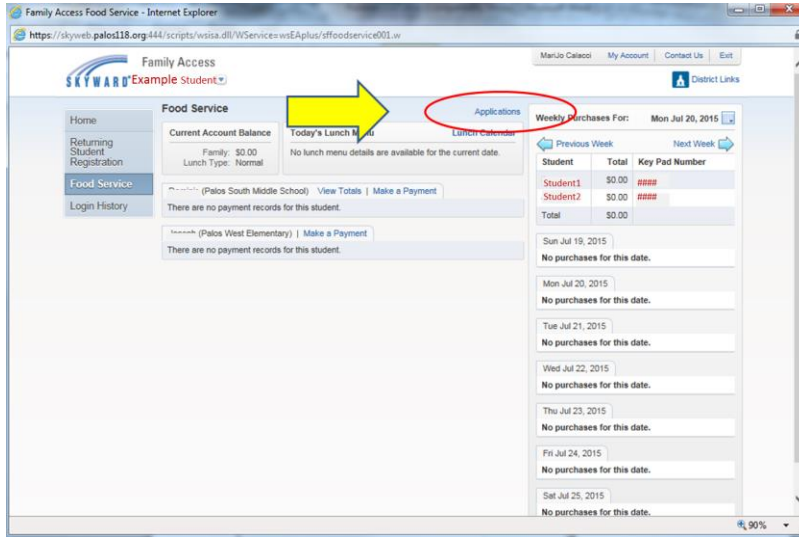 Family Access Food Service - Internet Explorer
https://skyweb.palos118.org:444/scripts/wsisa.dll/WService=wsEAplus/sffoodservice001.w
Family Access
SKYWARD® Example Student
MariJo Calacci My Account Contact Us Exit
District Links
Home
Returning
Student
Registration
Food Service
Login History
Food Service
Applications
Current Account Balance
Family: $0.00
Lunch Type: Normal
Today's Lunch Menu Lunch Calendar
No lunch menu details are available for the current date.
(Palos South Middle School) View Totals | Make a Payment
There are no payment records for this student.
(Palos West Elementary) | Make a Payment
There are no payment records for this student.
Weekly Purchases For: Mon Jul 20, 2015
Previous Week Next Week
Student Total Key Pad Number
Student1 $0.00 ####
Student2 $0.00 ####
Total $0.00
Sun Jul 19, 2015
No purchases for this date.
Mon Jul 20, 2015
No purchases for this date.
Tue Jul 21, 2015
No purchases for this date.
Wed Jul 22, 2015
No purchases for this date.
Thu Jul 23, 2015
No purchases for this date.
Fri Jul 24, 2015
No purchases for this date.
Sat Jul 25, 2015
No purchases for this date.
90%